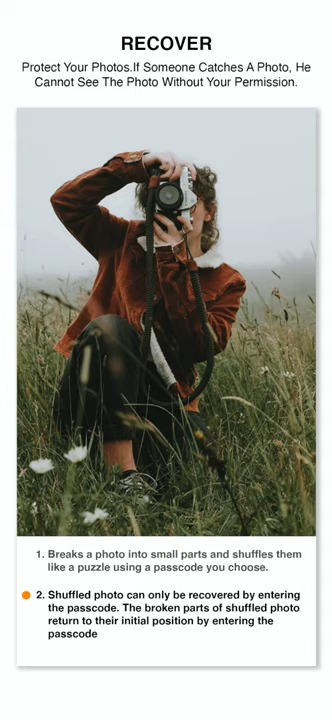 RECOVER
Protect Your Photos.If Someone Catches A Photo, He
Cannot See The Photo Without Your Permission.
1. Breaks a photo into small parts and shuffles them
like a puzzle using a passcode you choose.
2. Shuffled photo can only be recovered by entering
the passcode. The broken parts of shuffled photo
return to their initial position by entering the
passcode